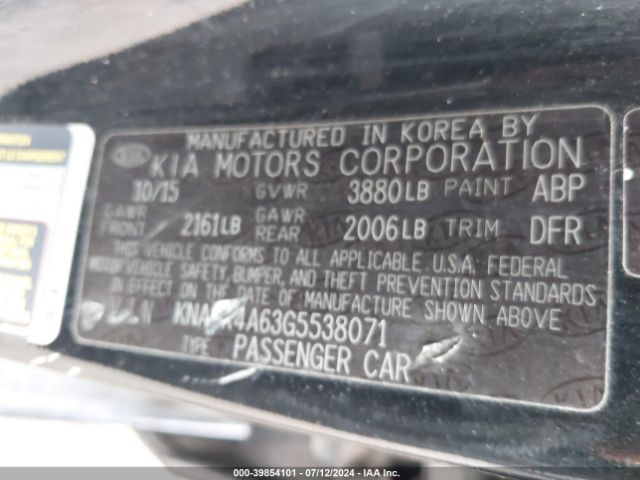 MANUFACTURED IN KOREA BY
KIA KIA MOTORS CORPORATION
10/15 GVWR 3880LB PAINT ABP
GAWR FRONT 2161LB GAWR REAR 2006LB TRIM DFR
THIS VEHICLE CONFORMS TO ALL APPLICABLE U.S.A. FEDERAL
MOTOR VEHICLE SAFETY, BUMPER, AND THEFT PREVENTION STANDARDS
IN EFFECT ON THE DATE OF MANUFACTURE SHOWN ABOVE
4A63G5538071
TYPE PASSENGER CAR
000-39854101 - 07/12/2024 - IAA Inc.